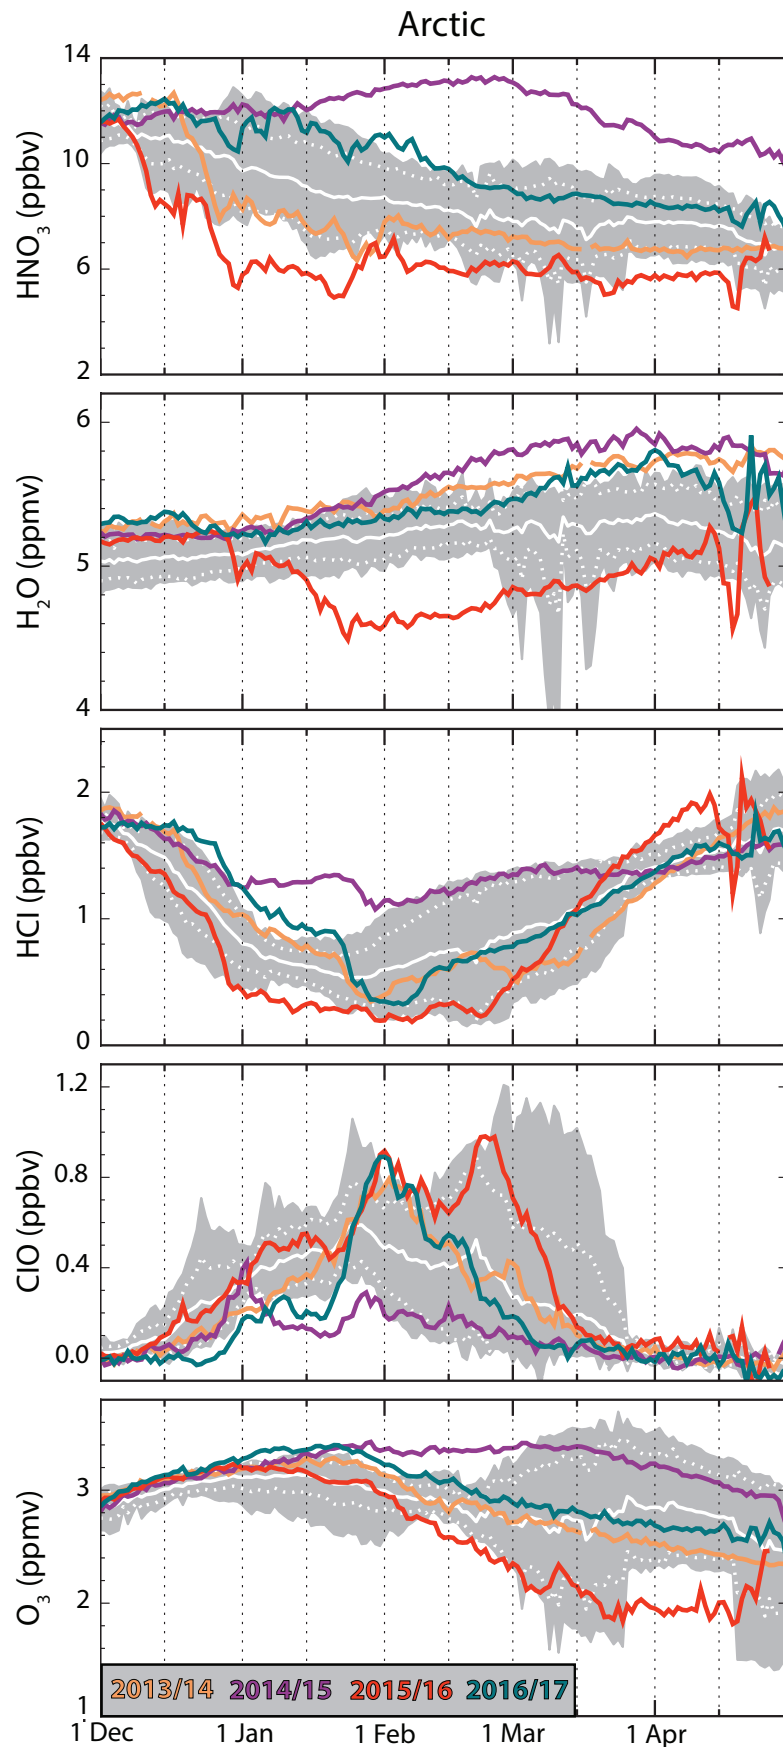 Arctic
14
10
6
2
HNO3 (ppbv)
6
5
4
H2O (ppmv)
2
1
0
HCl (ppbv)
1.2
0.8
0.4
0.0
ClO (ppbv)
3
2
1
O3 (ppmv)
2013/14 2014/15 2015/16 2016/17
1 Dec 1 Jan 1 Feb 1 Mar 1 Apr